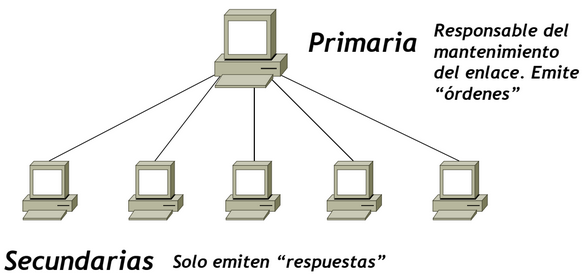 Primaria
Responsable del
mantenimiento
del enlace. Emite
“órdenes”
Secundarias
Solo emiten “respuestas”